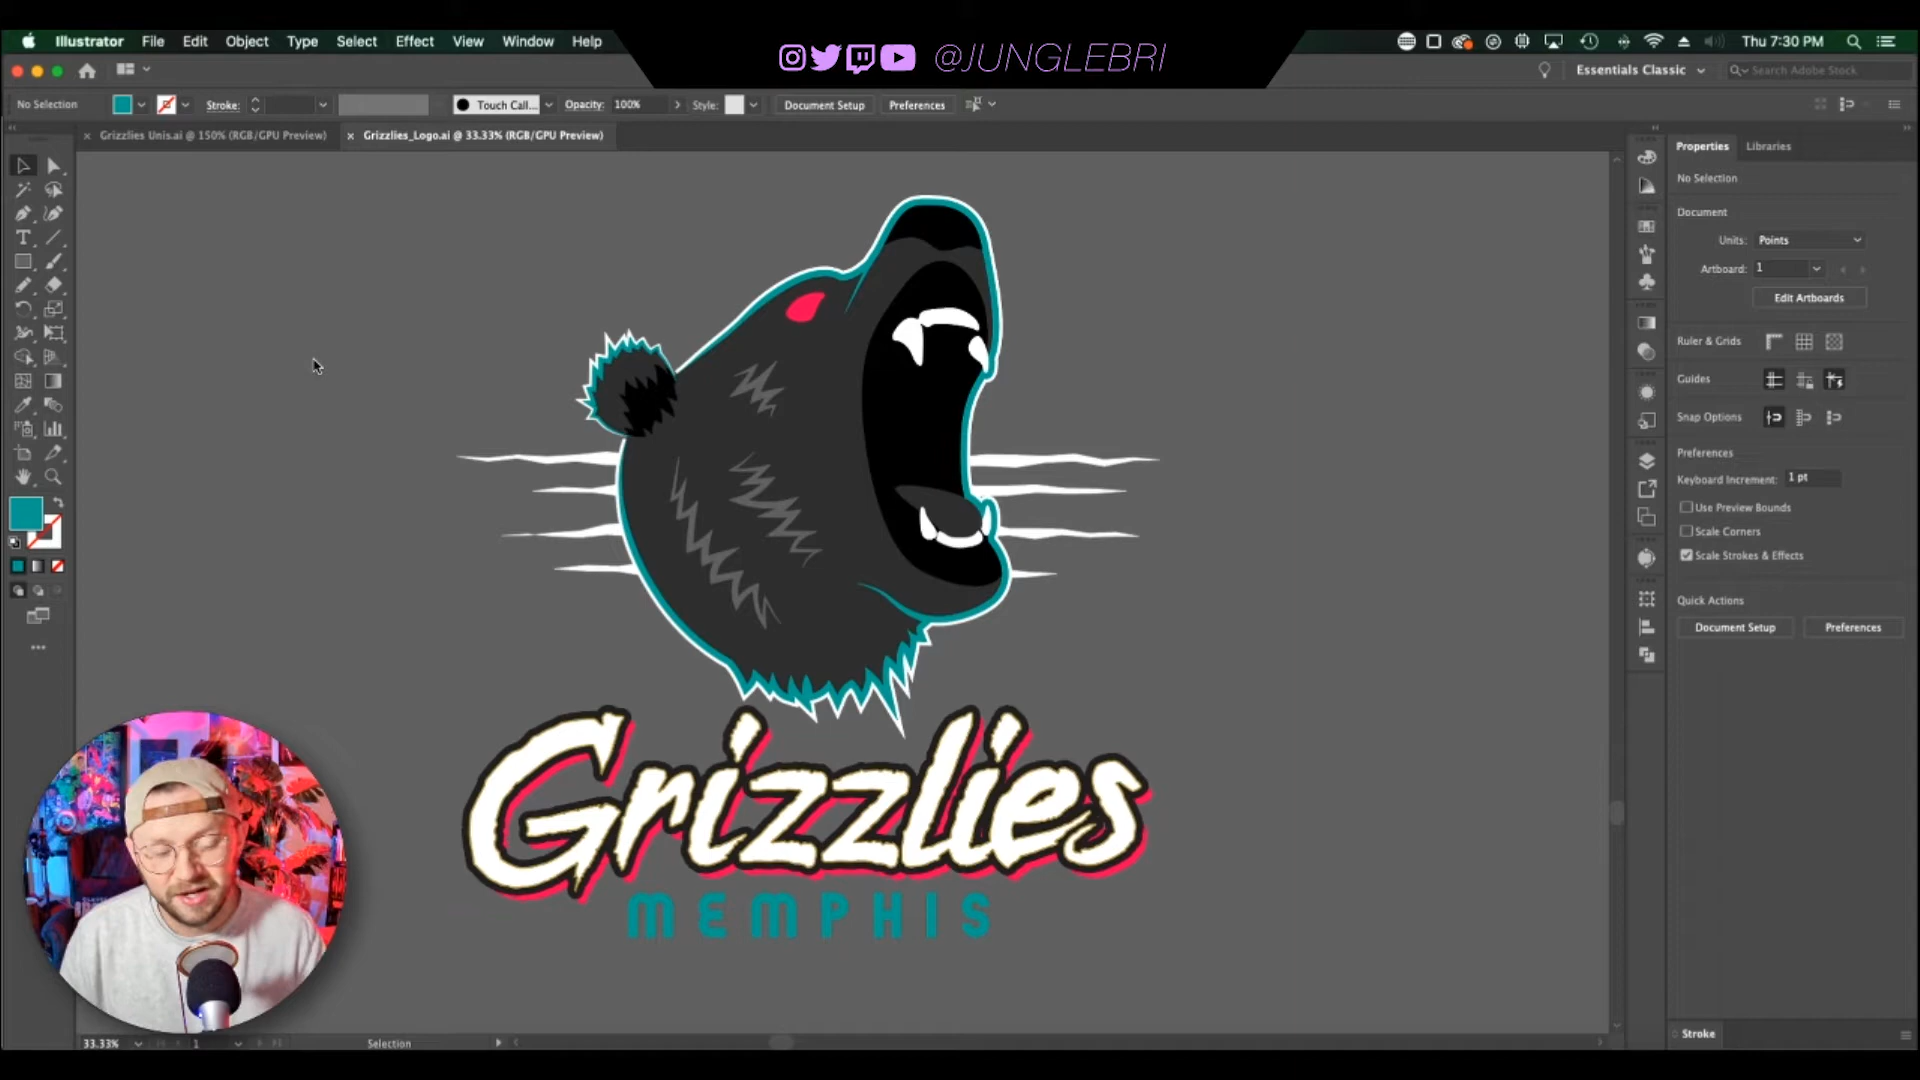 Illustrator File Edit Object Type Select Effect View Window Help
@JUNGLEBRI
Thu 7:30 PM
Essentials Classic
Search Adobe Stock
No Selection
Stroke:
Touch Call...
Opacity: 100%
Style:
Document Setup
Preferences
Grizzlies Unis.ai @ 150% (RGB/GPU Preview)
Grizzlies_Logo.ai @ 33.33% (RGB/GPU Preview)
Properties Libraries
No Selection
Document
Units: Points
Artboard: 1
Edit Artboards
Ruler & Grids
Guides
Snap Options
Preferences
Keyboard Increment: 1 pt
Use Preview Bounds
Scale Corners
Scale Strokes & Effects
Quick Actions
Document Setup Preferences
Grizzlies
MEMPHIS
Stroke
33.33% 1 Selection